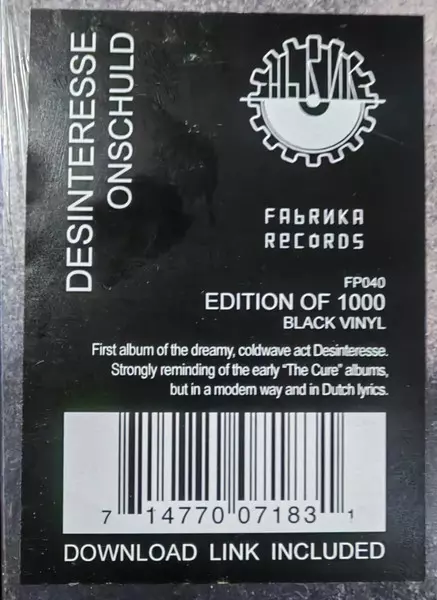 DESINTERESSE
ONSCHULD
FAbRИKA
RECORDS
FP040
EDITION OF 1000
BLACK VINYL
First album of the dreamy, coldwave act Desinteresse.
Strongly reminding of the early "The Cure" albums,
but in a modern way and in Dutch lyrics.
7 14770 07183 1
DOWNLOAD LINK INCLUDED